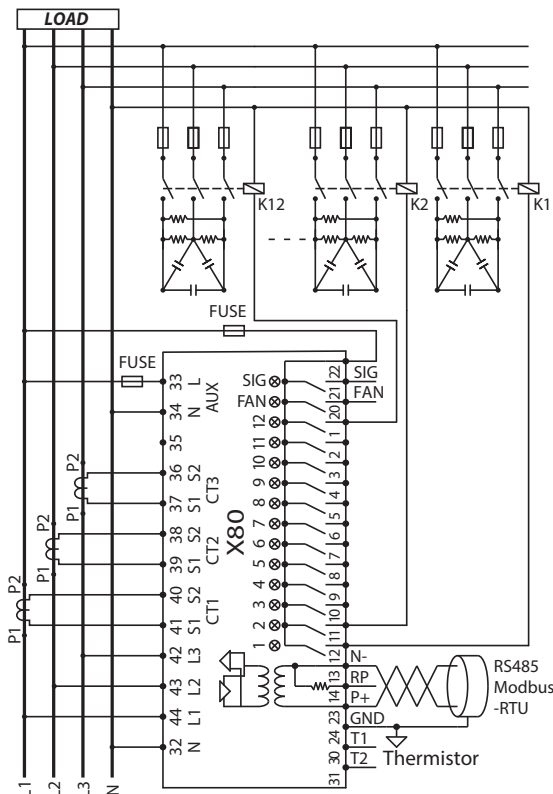 LOAD
K12
K2
K1
FUSE
FUSE
33 L
34 N
AUX
35
36 S2
37 S1
CT3
38 S2
39 S1
CT2
40 S2
41 S1
CT1
42 L3
43 L2
44 L1
32 N
P2
P1
P2
P1
P2
P1
X80
SIG
FAN
12
11
10
9
8
7
6
5
4
3
2
1
22 SIG
21 FAN
20
1
2
3
4
5
6
7
8
9
10
11
12 N-
13 RP
14 P+
23 GND
24 T1
30 T2
31
RS485
Modbus
-RTU
Thermistor
L1
L2
L3
N